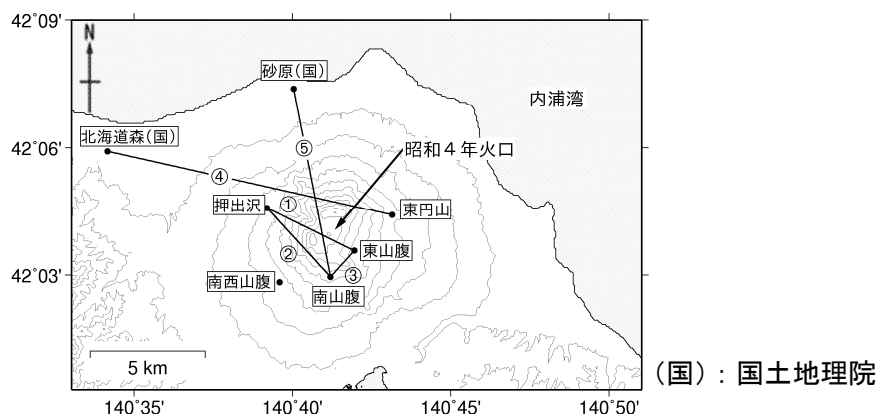 42°09'
N
砂原(国)
内浦湾
北海道森(国)
42°06'
⑤
昭和4年火口
④
押出沢
①
東円山
②
東山腹
42°03'
③
南西山腹
南山腹
5 km
(国):国土地理院
140°35'
140°40'
140°45'
140°50'